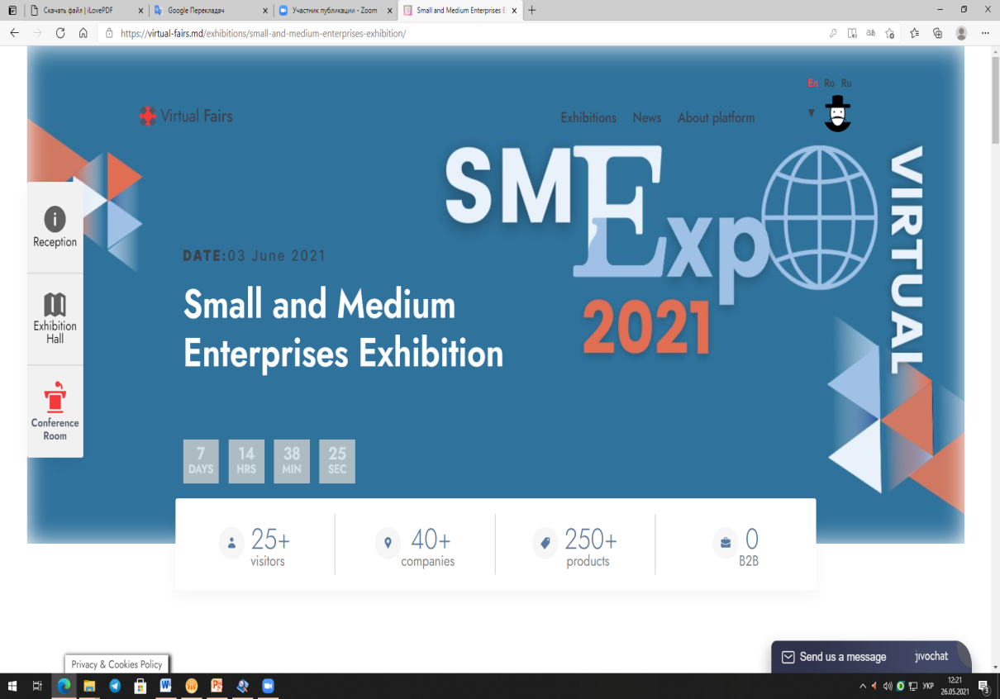 Скачать файл | iLovePDF
Google Перекладач
Участник публикации - Zoom
Small and Medium Enterprises E
https://virtual-fairs.md/exhibitions/small-and-medium-enterprises-exhibition/
En Ro Ru
Virtual Fairs
Exhibitions News About platform
SMExpo
2021
VIRTUAL
Reception
Exhibition
Hall
Conference
Room
DATE:03 June 2021
Small and Medium
Enterprises Exhibition
7 14 38 25
DAYS HRS MIN SEC
25+
visitors
40+
companies
250+
products
0
B2B
Privacy & Cookies Policy
Send us a message jivochat
УКР
12:21
26.05.2021
3